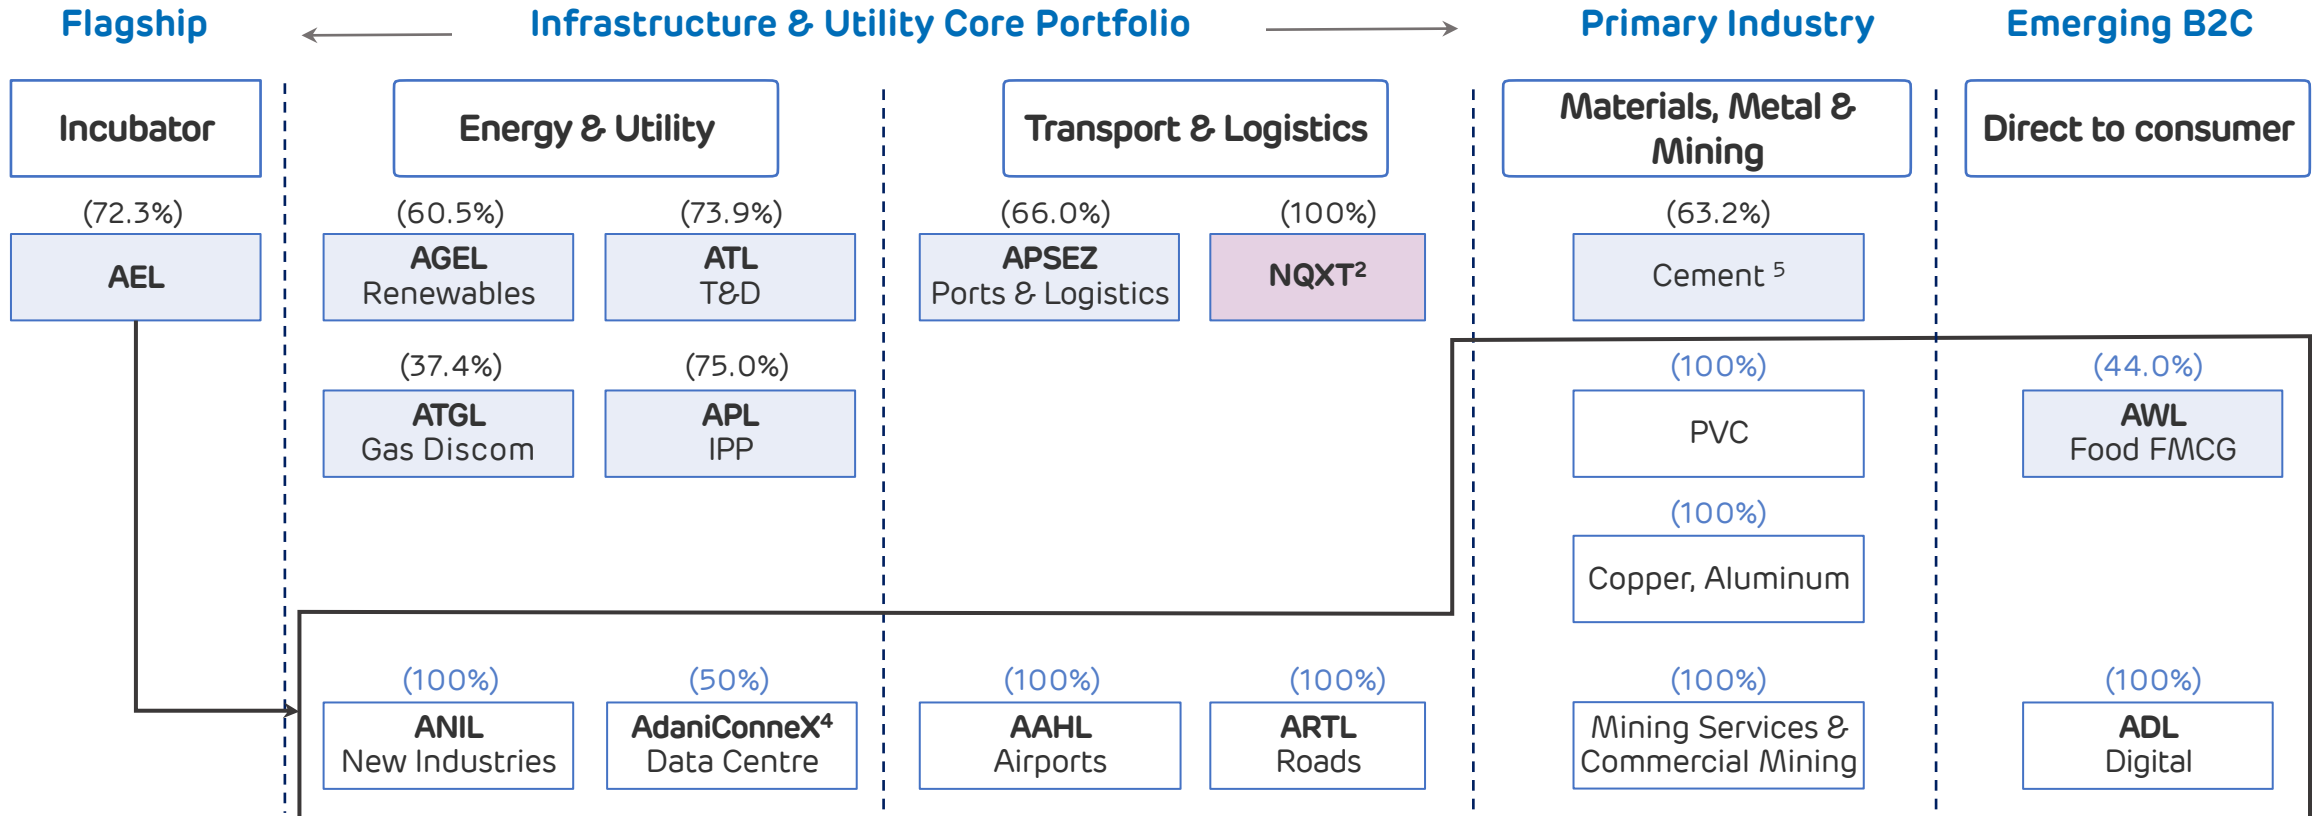 Flagship
Infrastructure & Utility Core Portfolio
Primary Industry
Emerging B2C
Incubator
Energy & Utility
Transport & Logistics
Materials, Metal &
Mining
Direct to consumer
(72.3%)
(60.5%)
(73.9%)
(66.0%)
(100%)
(63.2%)
AEL
AGEL
Renewables
ATL
T&D
APSEZ
Ports & Logistics
NQXT²
Cement ⁵
(37.4%)
(75.0%)
(100%)
(44.0%)
ATGL
Gas Discom
APL
IPP
PVC
AWL
Food FMCG
(100%)
Copper, Aluminum
(100%)
(50%)
(100%)
(100%)
(100%)
(100%)
ANIL
New Industries
AdaniConneX⁴
Data Centre
AAHL
Airports
ARTL
Roads
Mining Services &
Commercial Mining
ADL
Digital